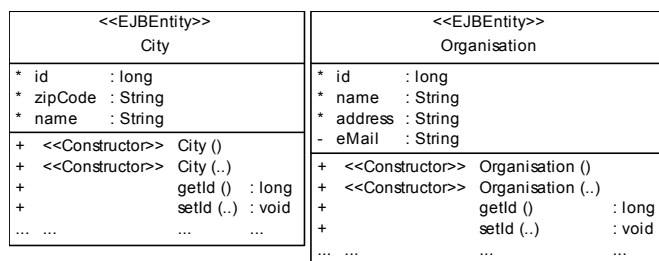 <<EJBEntity>>
City
* id : long
* zipCode : String
* name : String
+ <<Constructor>> City ()
+ <<Constructor>> City (..)
+ getId () : long
+ setId (..) : void
... ... ... ...
<<EJBEntity>>
Organisation
* id : long
* name : String
* address : String
- eMail : String
+ <<Constructor>> Organisation ()
+ <<Constructor>> Organisation (..)
+ getId () : long
+ setId (..) : void
... ... ... ...